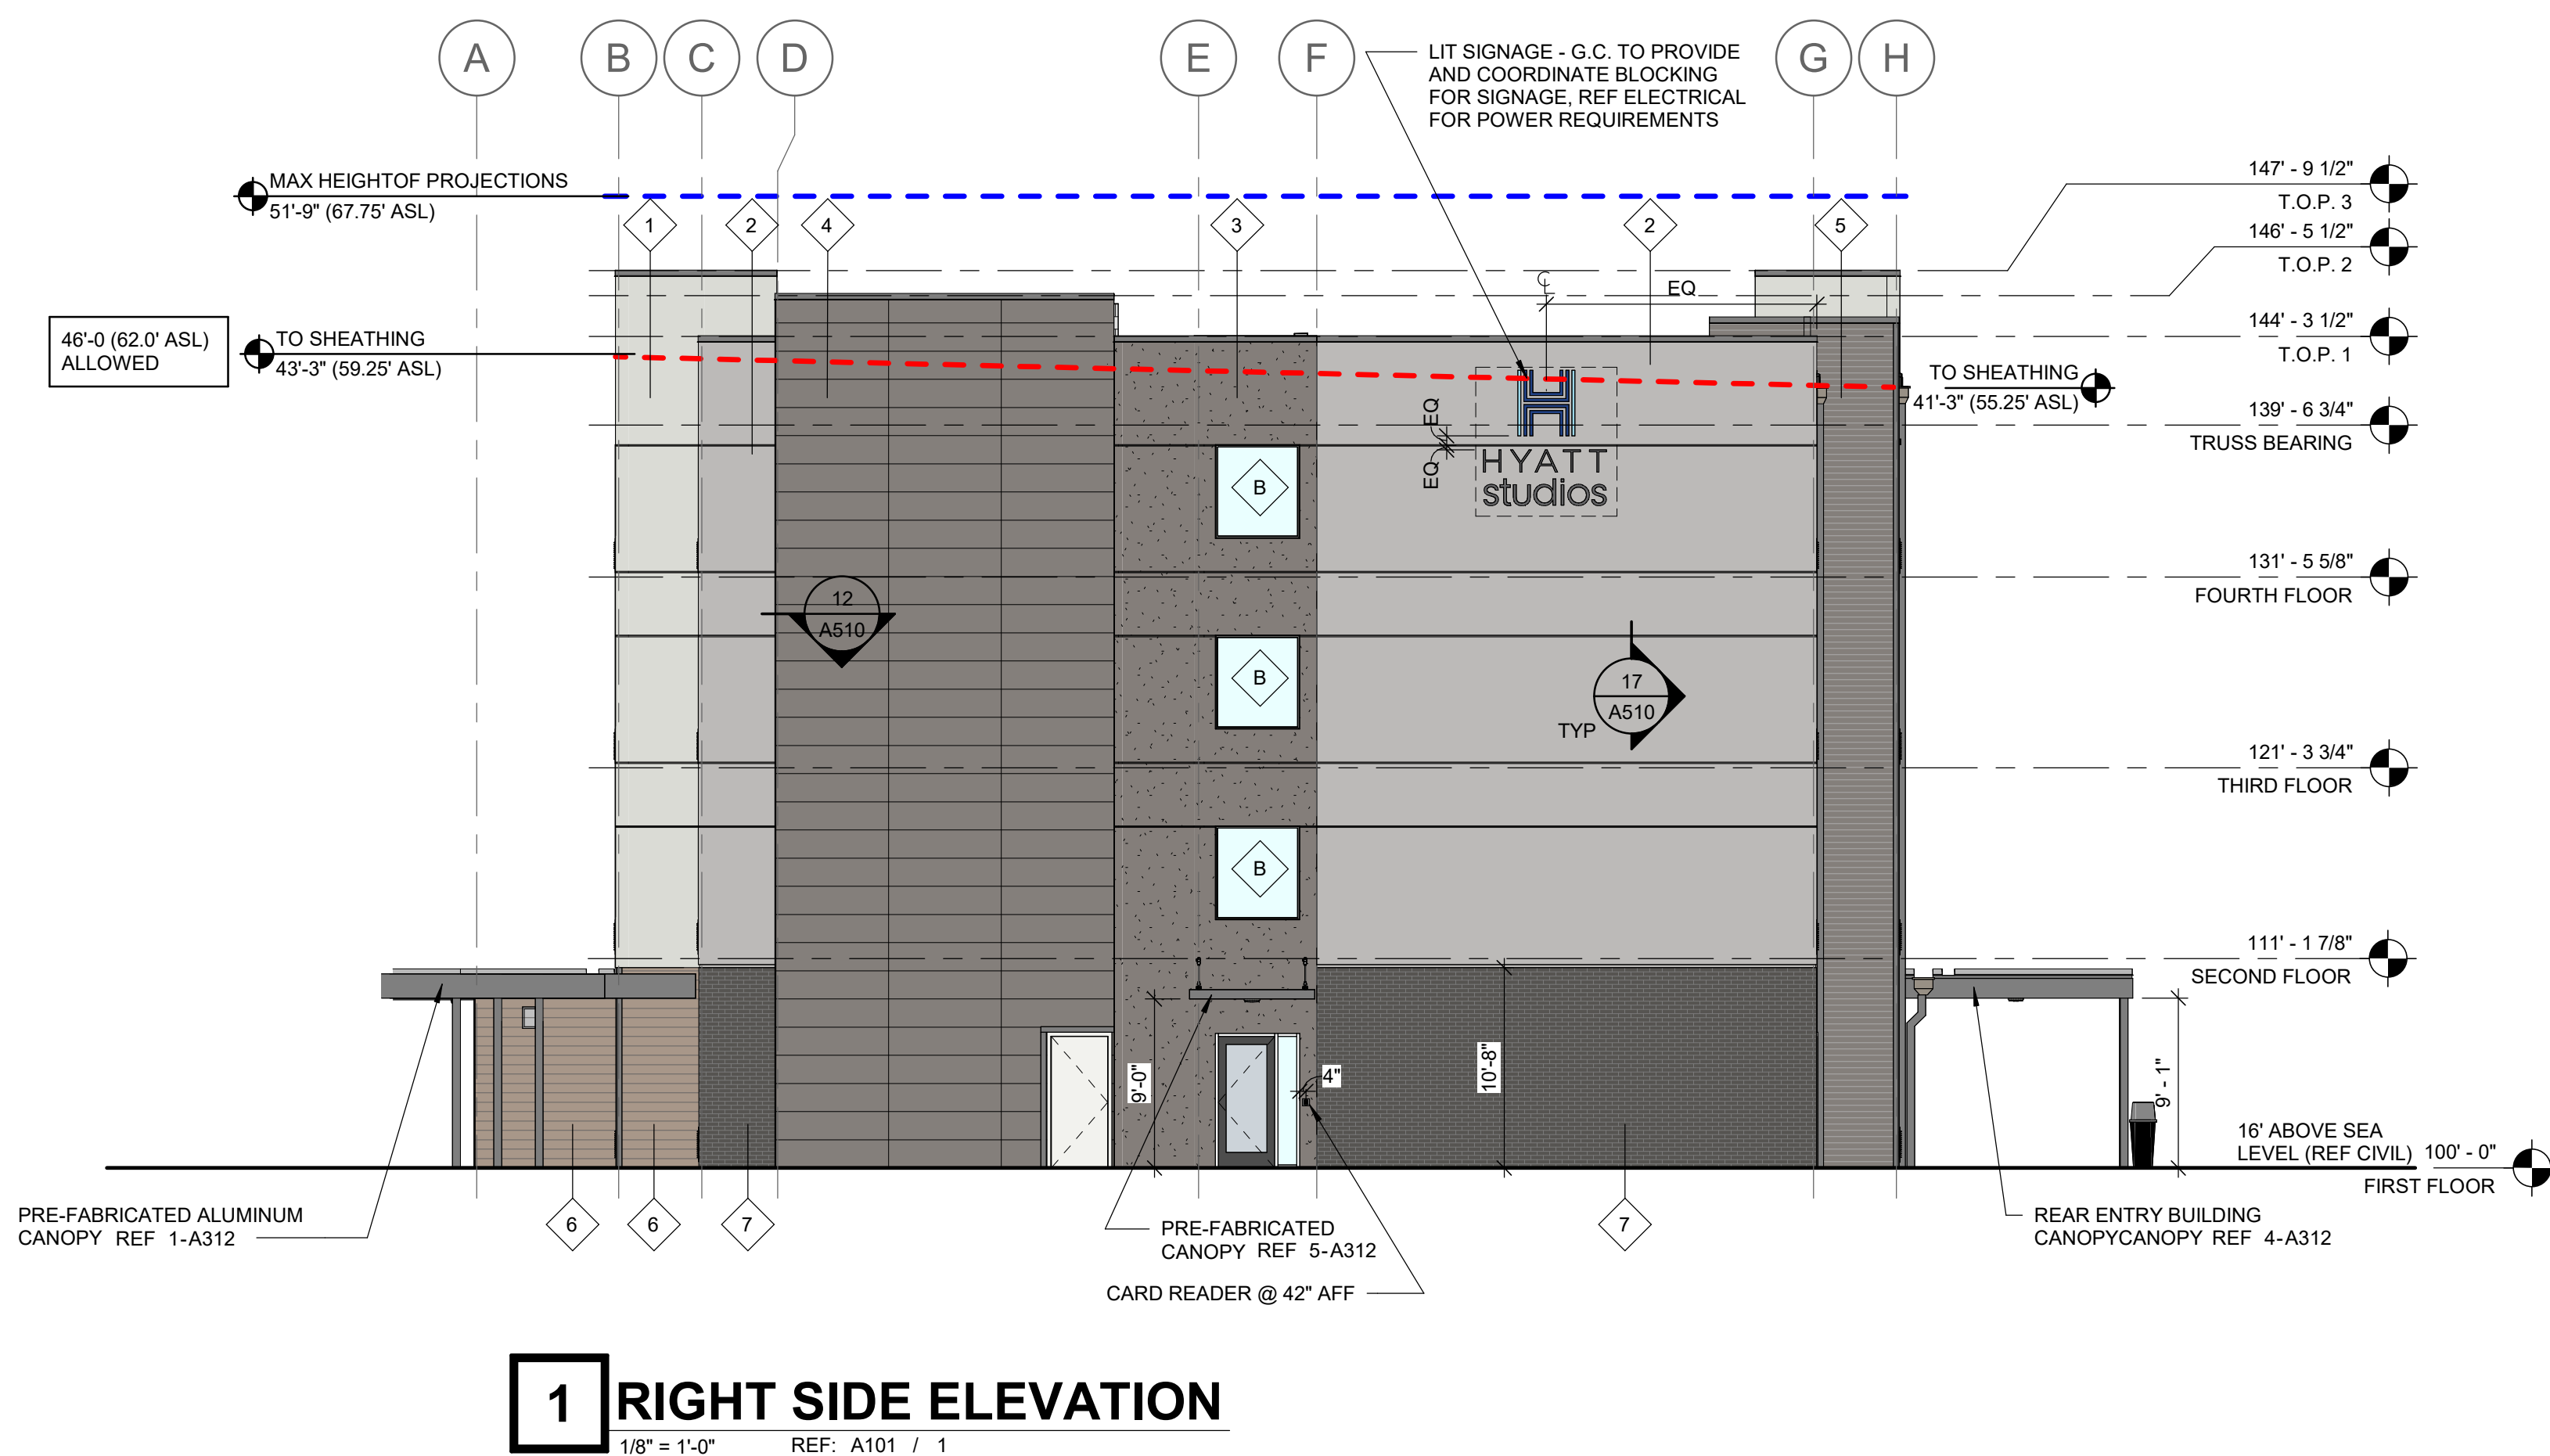 A
B
C
D
E
F
G
H
LIT SIGNAGE - G.C. TO PROVIDE
AND COORDINATE BLOCKING
FOR SIGNAGE, REF ELECTRICAL
FOR POWER REQUIREMENTS
MAX HEIGHTOF PROJECTIONS
51'-9" (67.75' ASL)
147' - 9 1/2"
T.O.P. 3
1
2
4
3
2
5
146' - 5 1/2"
T.O.P. 2
CL
EQ
46'-0 (62.0' ASL)
ALLOWED
TO SHEATHING
43'-3" (59.25' ASL)
144' - 3 1/2"
T.O.P. 1
TO SHEATHING
41'-3" (55.25' ASL)
EQ
EQ
HYATT
studios
139' - 6 3/4"
TRUSS BEARING
B
131' - 5 5/8"
FOURTH FLOOR
12
A510
B
17
A510
TYP
121' - 3 3/4"
THIRD FLOOR
B
111' - 1 7/8"
SECOND FLOOR
9'-0"
4"
10'-8"
9' - 1"
16' ABOVE SEA
LEVEL (REF CIVIL)
100' - 0"
FIRST FLOOR
PRE-FABRICATED ALUMINUM
CANOPY REF 1-A312
6
6
7
PRE-FABRICATED
CANOPY REF 5-A312
7
REAR ENTRY BUILDING
CANOPYCANOPY REF 4-A312
CARD READER @ 42" AFF
1
RIGHT SIDE ELEVATION
1/8" = 1'-0"
REF: A101 / 1